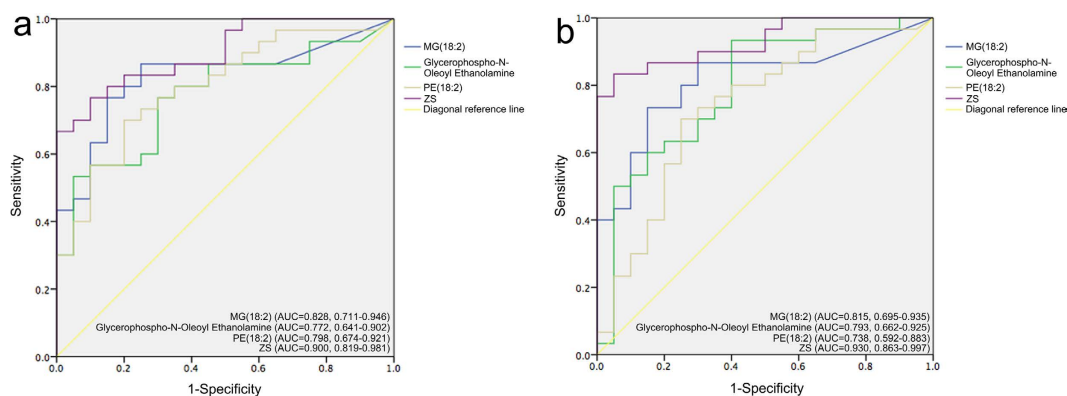 a
1.0
0.8
0.6
0.4
0.2
0.0
0.0 0.2 0.4 0.6 0.8 1.0
Sensitivity
1-Specificity
MG(18:2)
Glycerophospho-N-
Oleoyl Ethanolamine
PE(18:2)
ZS
Diagonal reference line
MG(18:2) (AUC=0.828, 0.711-0.946)
Glycerophospho-N-Oleoyl Ethanolamine (AUC=0.772, 0.641-0.902)
PE(18:2) (AUC=0.798, 0.674-0.921)
ZS (AUC=0.900, 0.819-0.981)
b
1.0
0.8
0.6
0.4
0.2
0.0
0.0 0.2 0.4 0.6 0.8 1.0
Sensitivity
1-Specificity
MG(18:2)
Glycerophospho-N-
Oleoyl Ethanolamine
PE(18:2)
ZS
Diagonal reference line
MG(18:2) (AUC=0.815, 0.695-0.935)
Glycerophospho-N-Oleoyl Ethanolamine (AUC=0.793, 0.662-0.925)
PE(18:2) (AUC=0.738, 0.592-0.883)
ZS (AUC=0.930, 0.863-0.997)